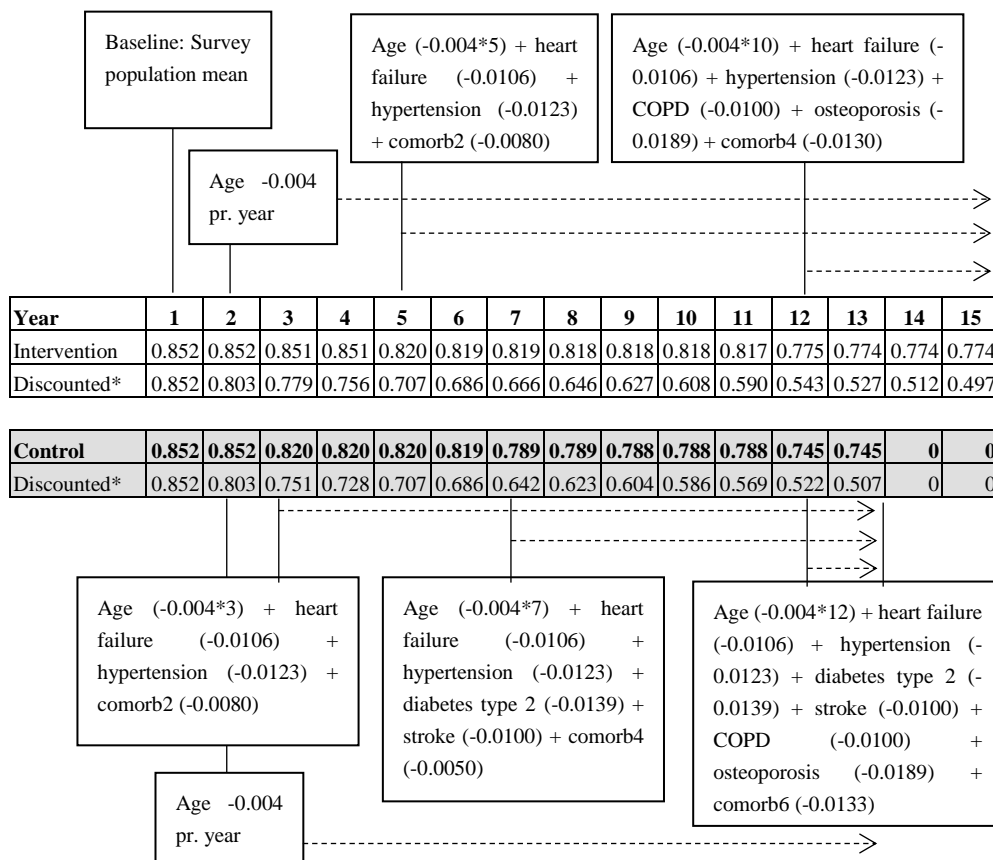 Baseline: Survey
population mean
Age (-0.004*5) + heart
failure (-0.0106) +
hypertension (-0.0123)
+ comorb2 (-0.0080)
Age (-0.004*10) + heart failure (-
0.0106) + hypertension (-0.0123) +
COPD (-0.0100) + osteoporosis (-
0.0189) + comorb4 (-0.0130)
Age -0.004
pr. year
Year 1 2 3 4 5 6 7 8 9 10 11 12 13 14 15
Intervention 0.852 0.852 0.851 0.851 0.820 0.819 0.819 0.818 0.818 0.818 0.817 0.775 0.774 0.774 0.774
Discounted* 0.852 0.803 0.779 0.756 0.707 0.686 0.666 0.646 0.627 0.608 0.590 0.543 0.527 0.512 0.497
Control 0.852 0.852 0.820 0.820 0.820 0.819 0.789 0.789 0.788 0.788 0.788 0.745 0.745 0 0
Discounted* 0.852 0.803 0.751 0.728 0.707 0.686 0.642 0.623 0.604 0.586 0.569 0.522 0.507 0 0
Age (-0.004*3) + heart
failure (-0.0106) +
hypertension (-0.0123) +
comorb2 (-0.0080)
Age (-0.004*7) + heart
failure (-0.0106) +
hypertension (-0.0123) +
diabetes type 2 (-0.0139) +
stroke (-0.0100) + comorb4
(-0.0050)
Age (-0.004*12) + heart failure
(-0.0106) + hypertension (-
0.0123) + diabetes type 2 (-
0.0139) + stroke (-0.0100) +
COPD (-0.0100) +
osteoporosis (-0.0189) +
comorb6 (-0.0133)
Age -0.004
pr. year